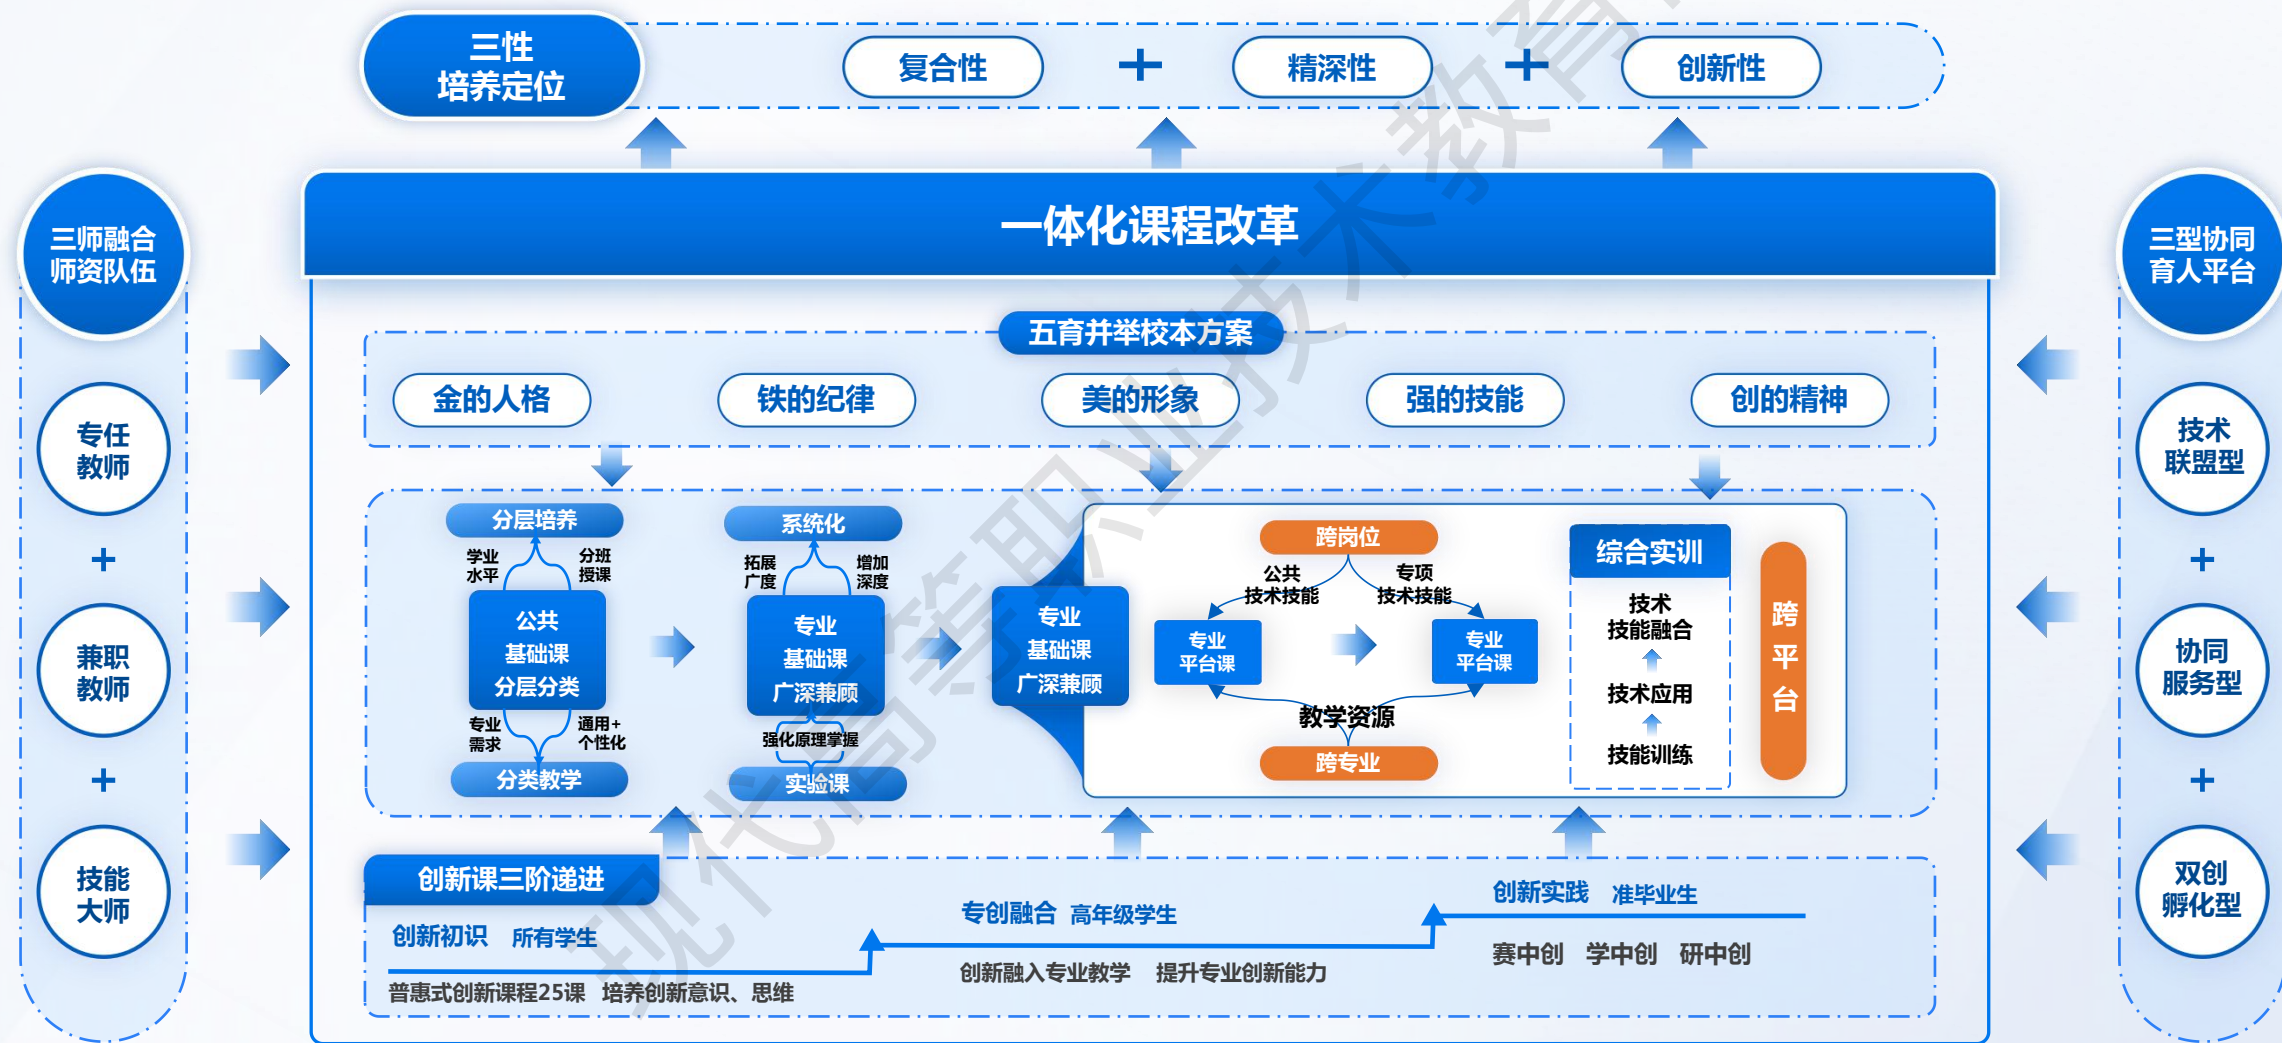 三性
培养定位
复合性
+
精深性
+
创新性
一体化课程改革
三师融合
师资队伍
专任
教师
+
兼职
教师
+
技能
大师
五育并举校本方案
金的人格
铁的纪律
美的形象
强的技能
创的精神
分层培养
学业
水平
分班
授课
公共
基础课
分层分类
专业
需求
通用+
个性化
分类教学
系统化
拓展
广度
增加
深度
专业
基础课
广深兼顾
强化原理掌握
实验课
专业
基础课
广深兼顾
跨岗位
公共
技术技能
专项
技术技能
专业
平台课
专业
平台课
教学资源
跨专业
综合实训
技术
技能融合
技术应用
技能训练
跨
平
台
创新课三阶递进
创新初识 所有学生
普惠式创新课程25课 培养创新意识、思维
专创融合 高年级学生
创新融入专业教学 提升专业创新能力
创新实践 准毕业生
赛中创 学中创 研中创
三型协同
育人平台
技术
联盟型
+
协同
服务型
+
双创
孵化型
现代高等职业技术教育